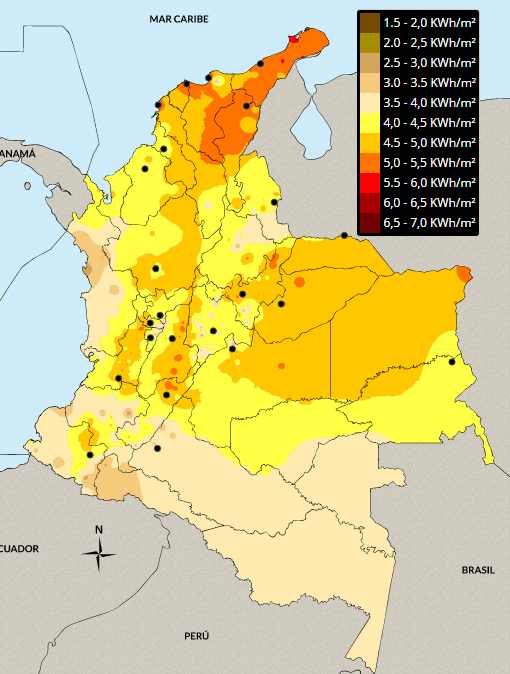 MAR CARIBE
1.5 - 2,0 KWh/m²
2.0 - 2,5 KWh/m²
2.5 - 3,0 KWh/m²
3.0 - 3.5 KWh/m²
3.5 - 4,0 KWh/m²
4,0 - 4,5 KWh/m²
4.5 - 5,0 KWh/m²
5,0 - 5,5 KWh/m²
5.5 - 6,0 KWh/m²
6,0 - 6,5 KWh/m²
6,5 - 7,0 KWh/m²
ANAMÁ
N
CUADOR
BRASIL
PERÚ